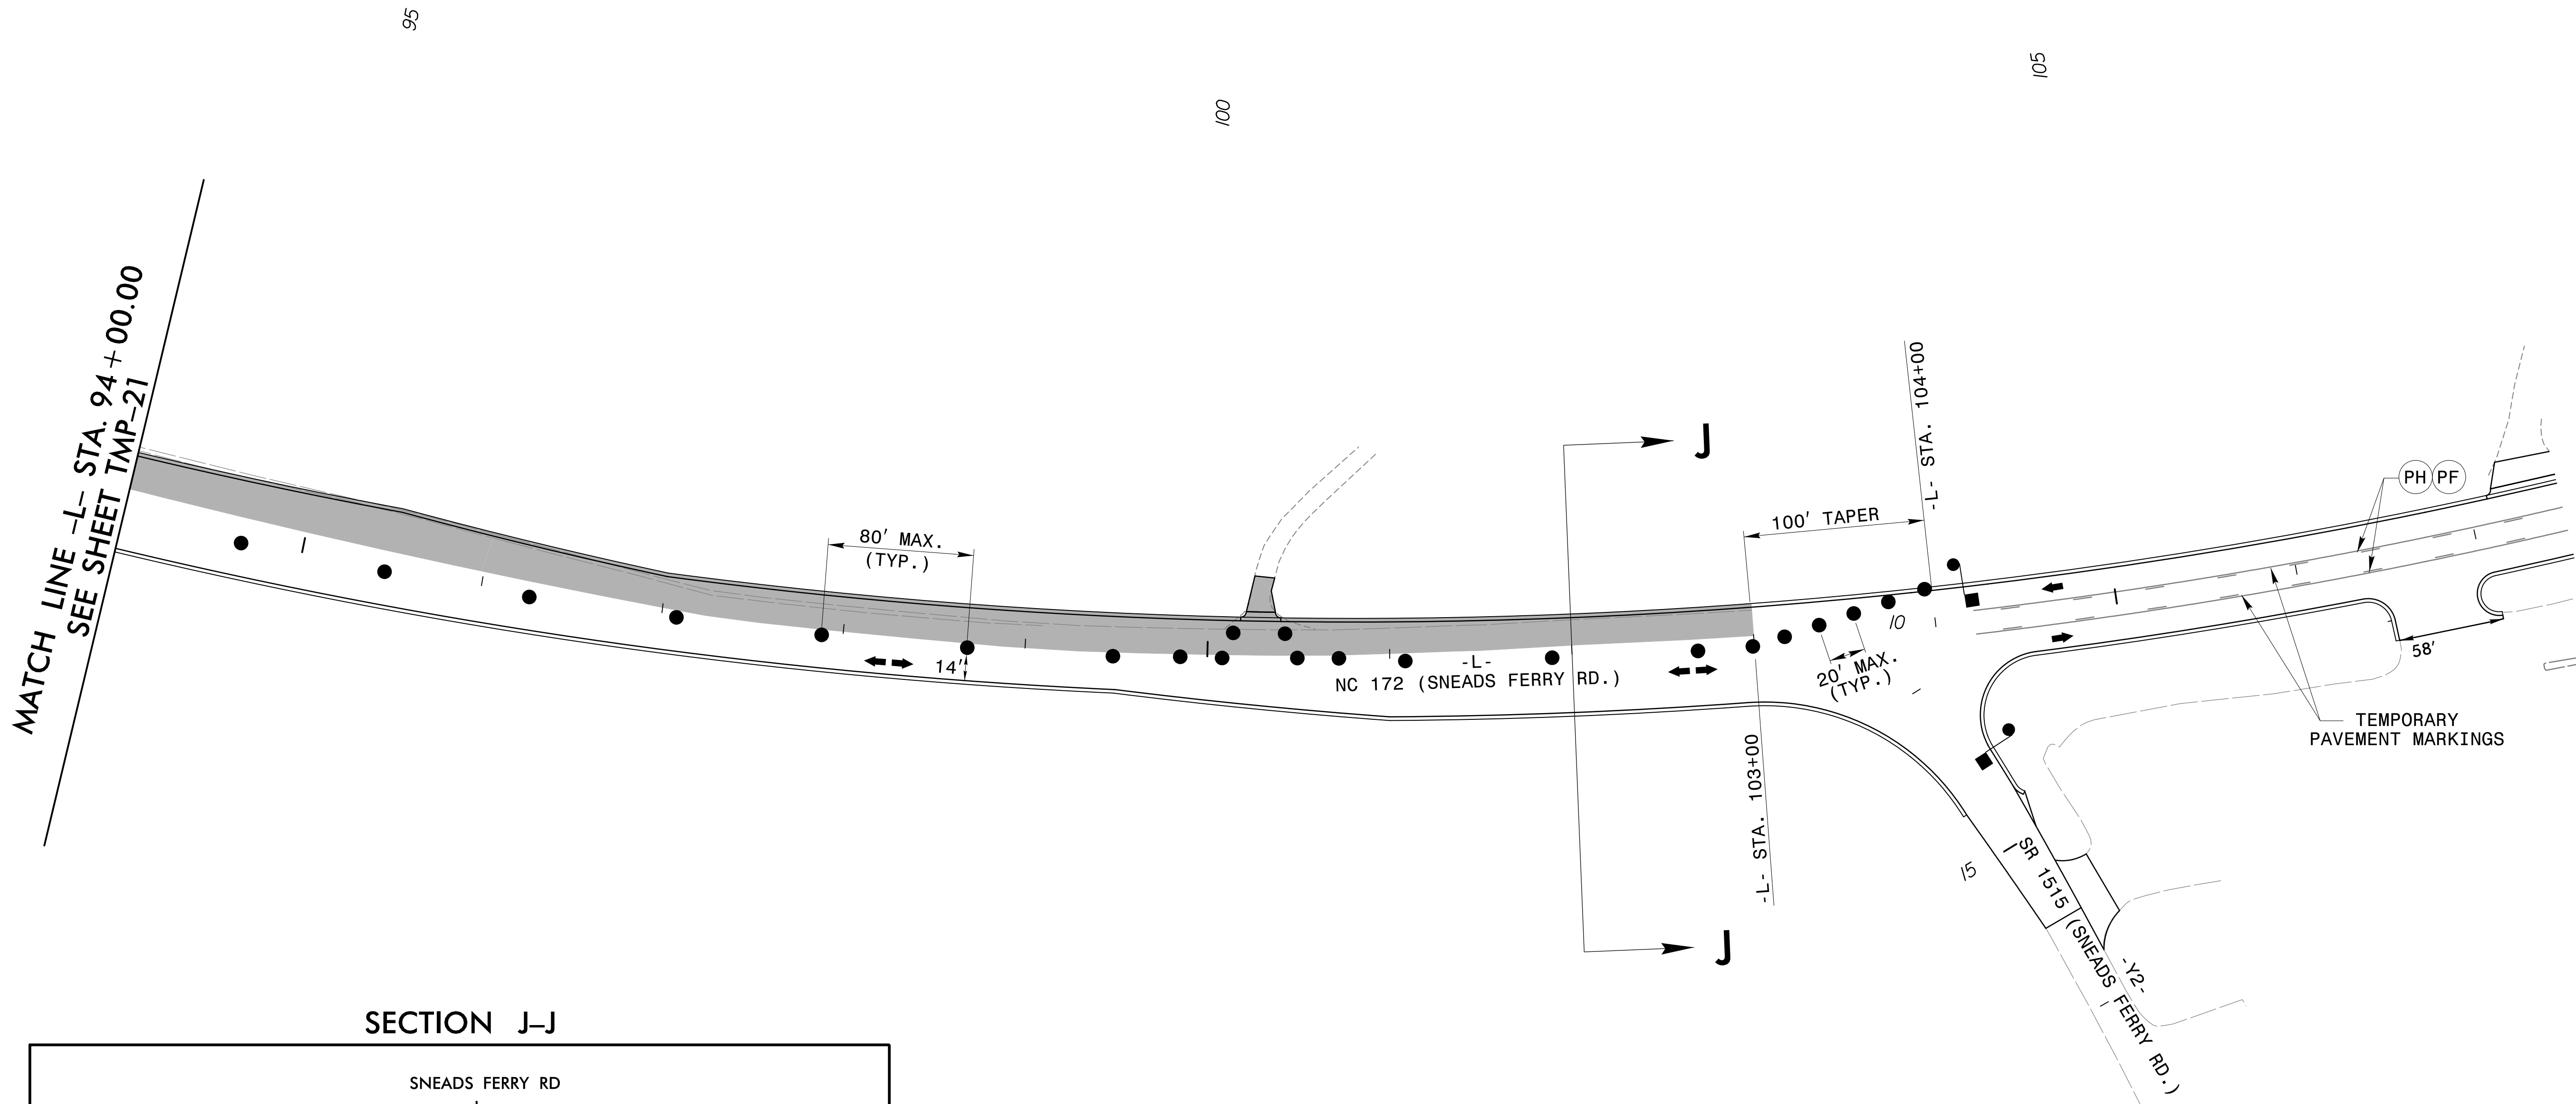 95
100
105
MATCH LINE -L- STA. 94+00.00
SEE SHEET TMP-21
80' MAX.
(TYP.)
14'
J
100' TAPER
-L- STA. 104+00
PH PF
-L-
NC 172 (SNEADS FERRY RD.)
10
20' MAX.
(TYP.)
58'
TEMPORARY
PAVEMENT MARKINGS
-L- STA. 103+00
J
15
SR 1515 (SNEADS FERRY RD.)
-Y2-
SECTION J-J
SNEADS FERRY RD